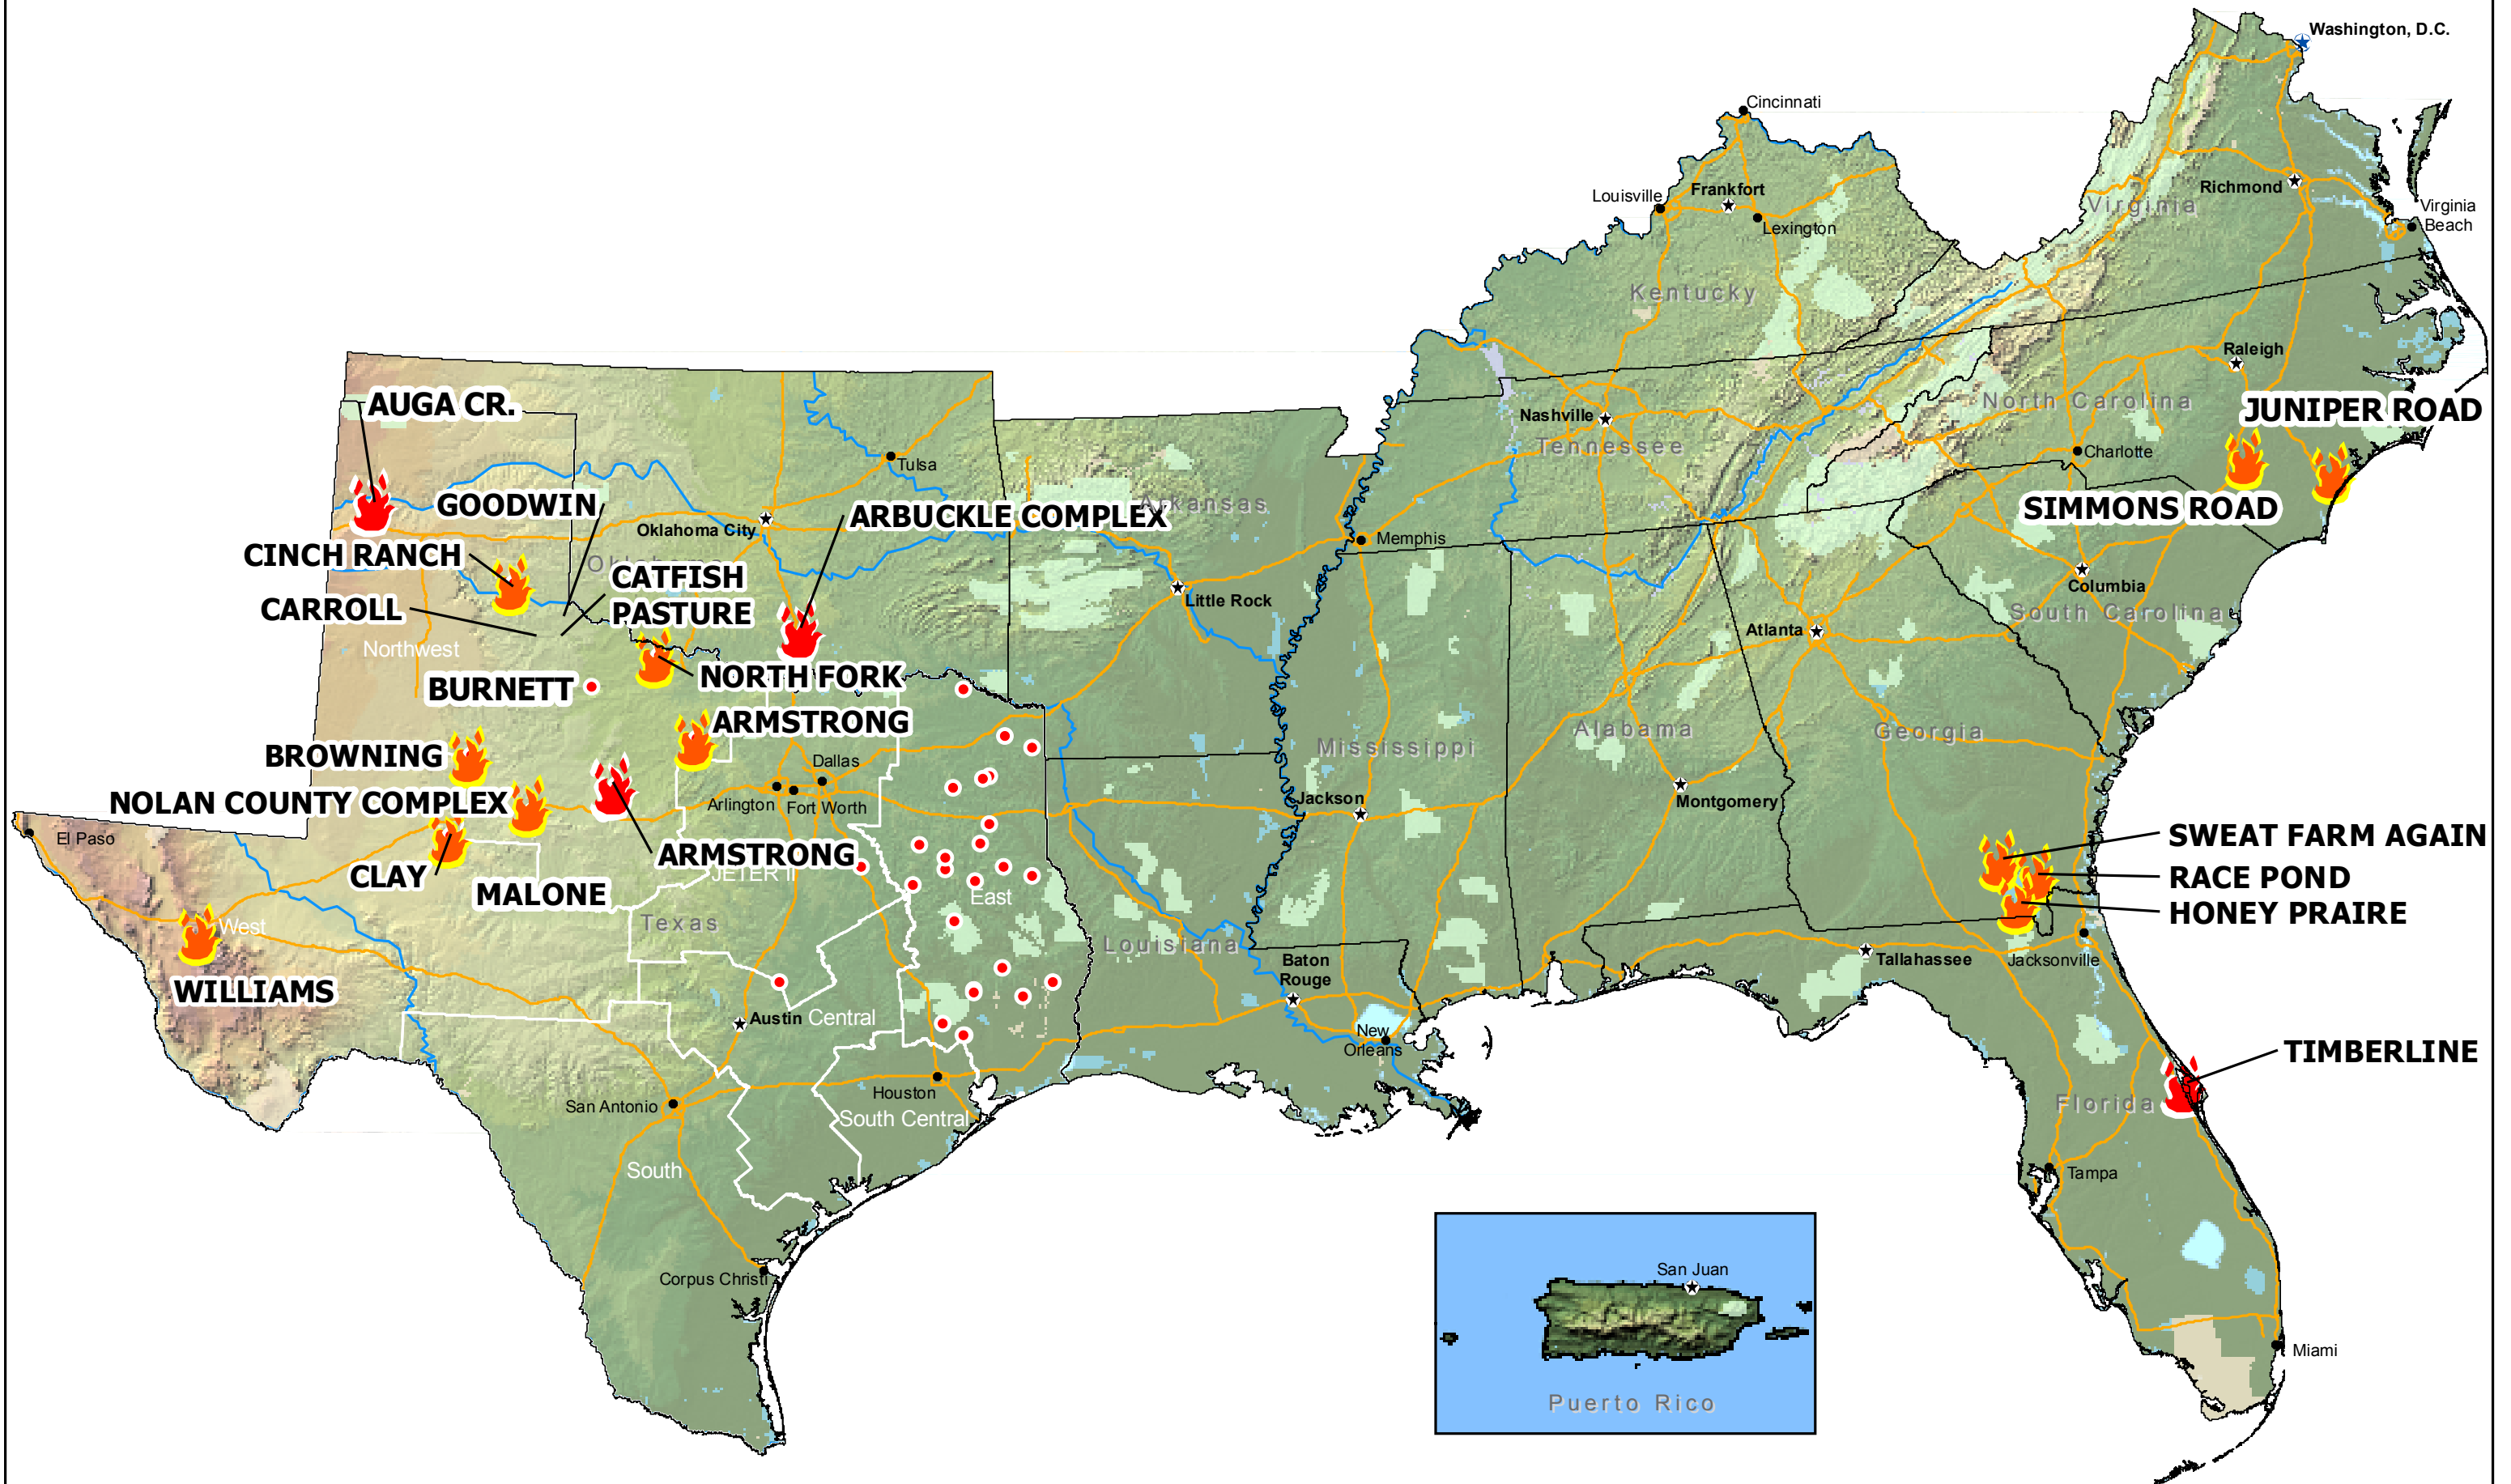 Washington, D.C.
Cincinnati
Louisville
Frankfort
Lexington
Richmond
Virginia
Virginia
Beach
Kentucky
Raleigh
AUGA CR.
North Carolina
JUNIPER ROAD
Nashville
Tennessee
Charlotte
Tulsa
GOODWIN
Arkansas
ARBUCKLE COMPLEX
SIMMONS ROAD
Oklahoma City
Memphis
CINCH RANCH
CATFISH
PASTURE
Columbia
Little Rock
CARROLL
South Carolina
Atlanta
Northwest
NORTH FORK
BURNETT
ARMSTRONG
Alabama
Georgia
Mississippi
BROWNING
Dallas
Arlington
Fort Worth
NOLAN COUNTY COMPLEX
Jackson
Montgomery
El Paso
SWEAT FARM AGAIN
ARMSTRONG
JETER II
CLAY
RACE POND
MALONE
East
HONEY PRAIRE
Texas
West
Louisiana
Baton
Rouge
Tallahassee
Jacksonville
WILLIAMS
Austin
Central
New
Orleans
TIMBERLINE
Houston
San Antonio
South Central
Florida
South
Tampa
San Juan
Corpus Christi
Miami
Puerto Rico